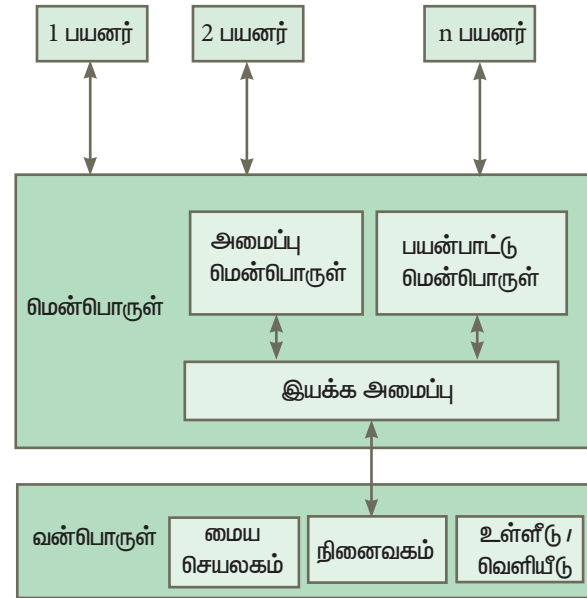 1 பயனர்
2 பயனர்
n பயனர்
அமைப்பு
மென்பொருள்
பயன்பாட்டு
மென்பொருள்
மென்பொருள்
இயக்க அமைப்பு
வன்பொருள்
மைய
செயலகம்
நினைவகம்
உள்ளீடு /
வெளியீடு